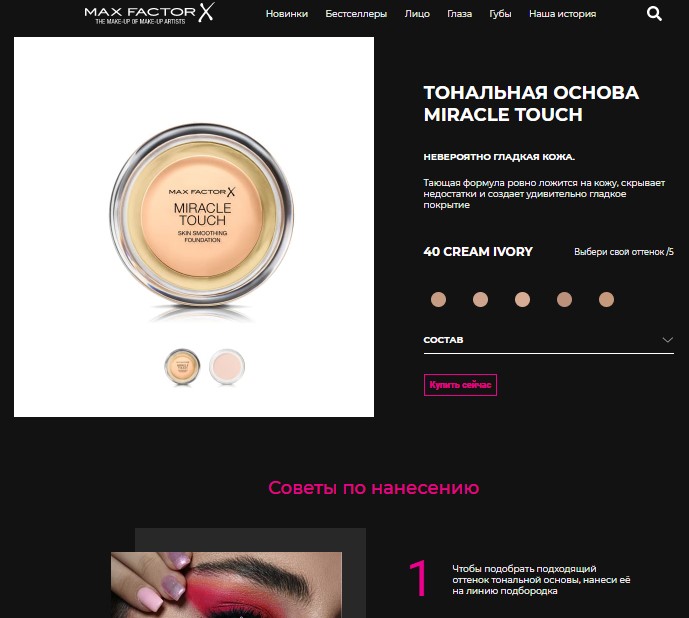 MAX FACTOR X
THE MAKE-UP OF MAKE-UP ARTISTS
Новинки Бестселлеры Лицо Глаза Губы Наша история
MAX FACTOR X
MIRACLE
TOUCH
SKIN SMOOTHING
FOUNDATION
ТОНАЛЬНАЯ ОСНОВА
MIRACLE TOUCH
НЕВЕРОЯТНО ГЛАДКАЯ КОЖА.
Тающая формула ровно ложится на кожу, скрывает
недостатки и создает удивительно гладкое
покрытие
40 CREAM IVORY Выбери свой оттенок /5
СОСТАВ
Купить сейчас
Советы по нанесению
1 Чтобы подобрать подходящий
оттенок тональной основы, нанеси её
на линию подбородка